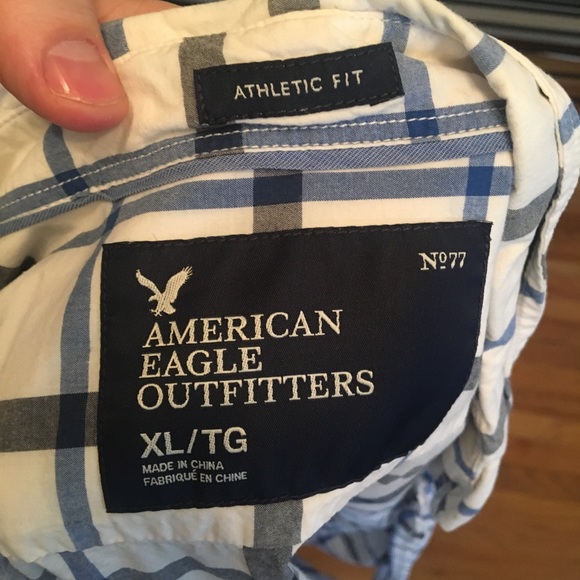 ATHLETIC FIT
Nº77
AMERICAN
EAGLE
OUTFITTERS
XL/TG
MADE IN CHINA
FABRIQUÉ EN CHINE